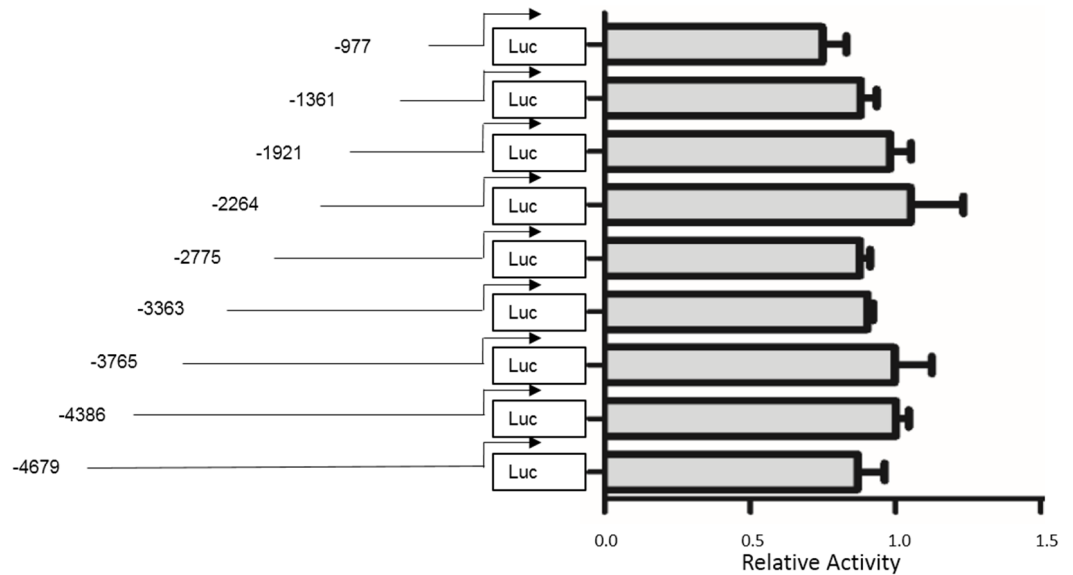 -977 Luc
-1361 Luc
-1921 Luc
-2264 Luc
-2775 Luc
-3363 Luc
-3765 Luc
-4386 Luc
-4679 Luc
0.0 0.5 1.0 1.5
Relative Activity